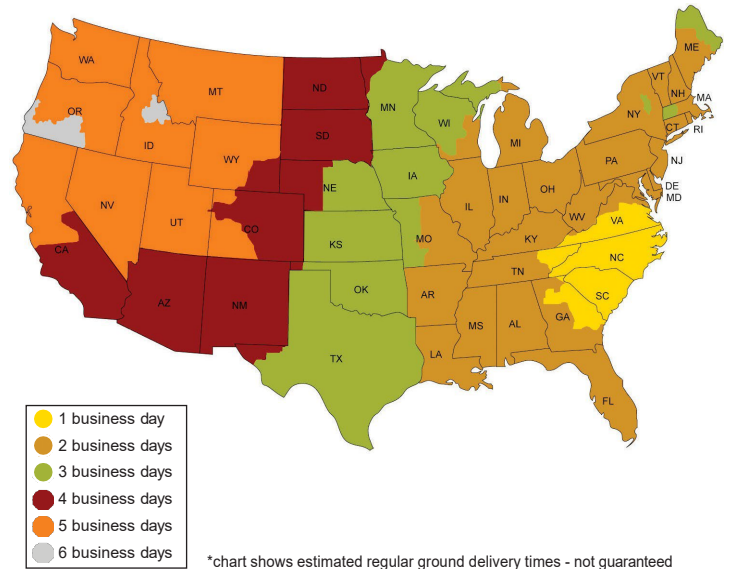 WA
MT
ND
MN
ME
VT
NH
MA
OR
ID
SD
WI
NY
CT
RI
WY
MI
PA
NJ
NE
IA
NV
UT
CO
IL
IN
OH
DE
MD
WV
VA
CA
KS
MO
KY
NC
TN
AZ
NM
OK
AR
SC
MS
AL
GA
TX
LA
FL
1 business day
2 business days
3 business days
4 business days
5 business days
6 business days
*chart shows estimated regular ground delivery times - not guaranteed